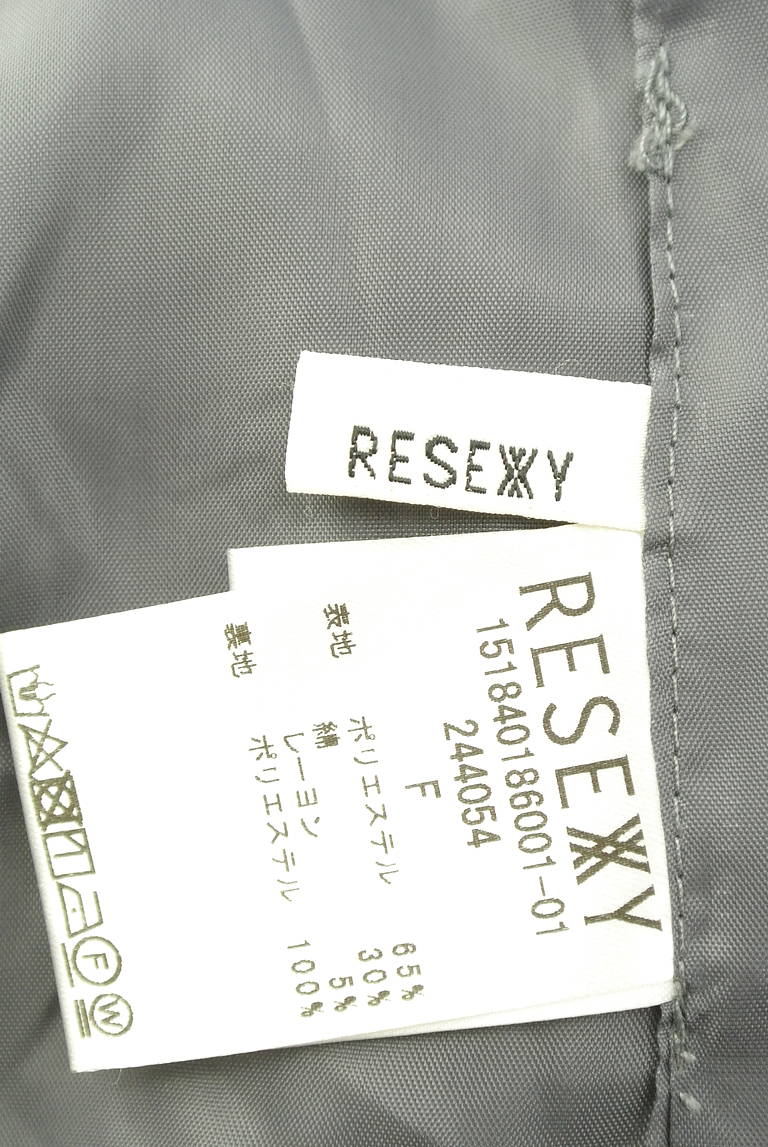 RESEXXY
RESEXXY
151840186001-01
244054
F
表地 ポリエステル 65%
綿 30%
レーヨン 5%
裏地 ポリエステル 100%
F
W